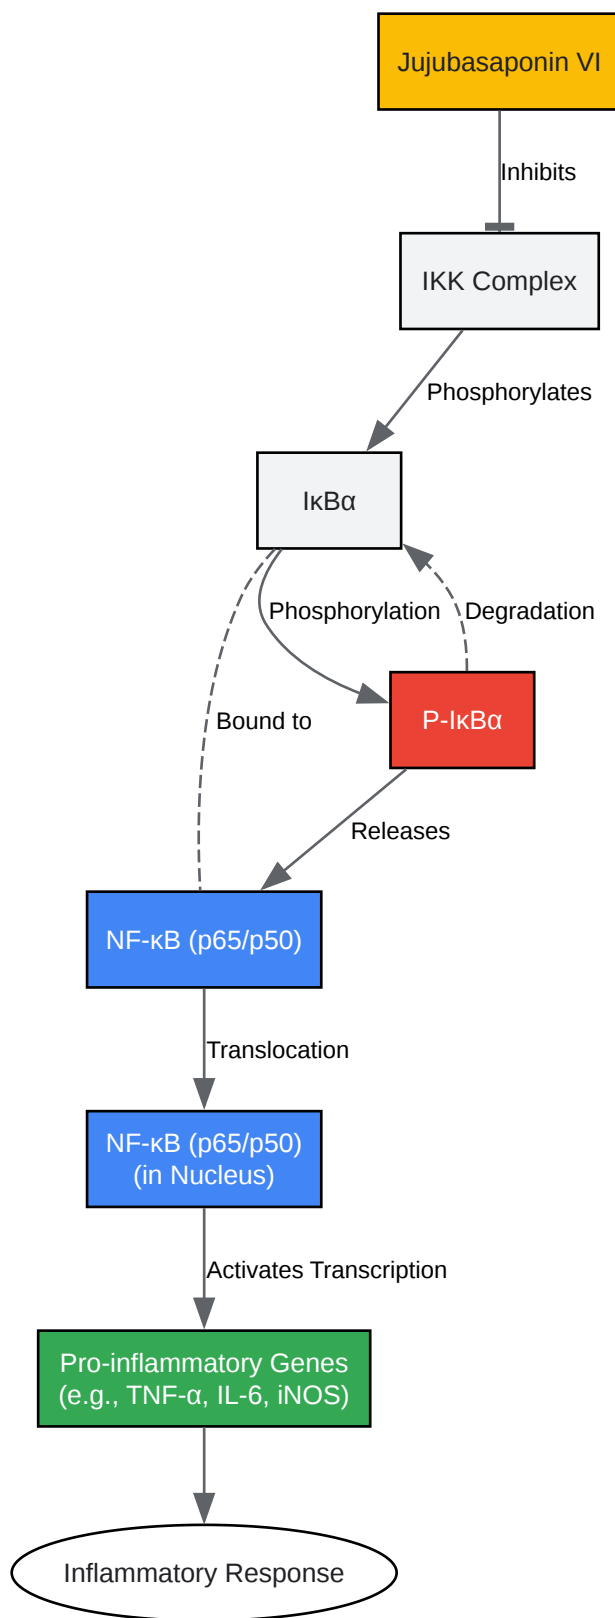 Jujubasaponin VI
Inhibits
IKK Complex
Phosphorylates
IκBα
Phosphorylation
Degradation
Bound to
P-IκBα
Releases
NF-κB (p65/p50)
Translocation
NF-κB (p65/p50)
(in Nucleus)
Activates Transcription
Pro-inflammatory Genes
(e.g., TNF-α, IL-6, iNOS)
Inflammatory Response